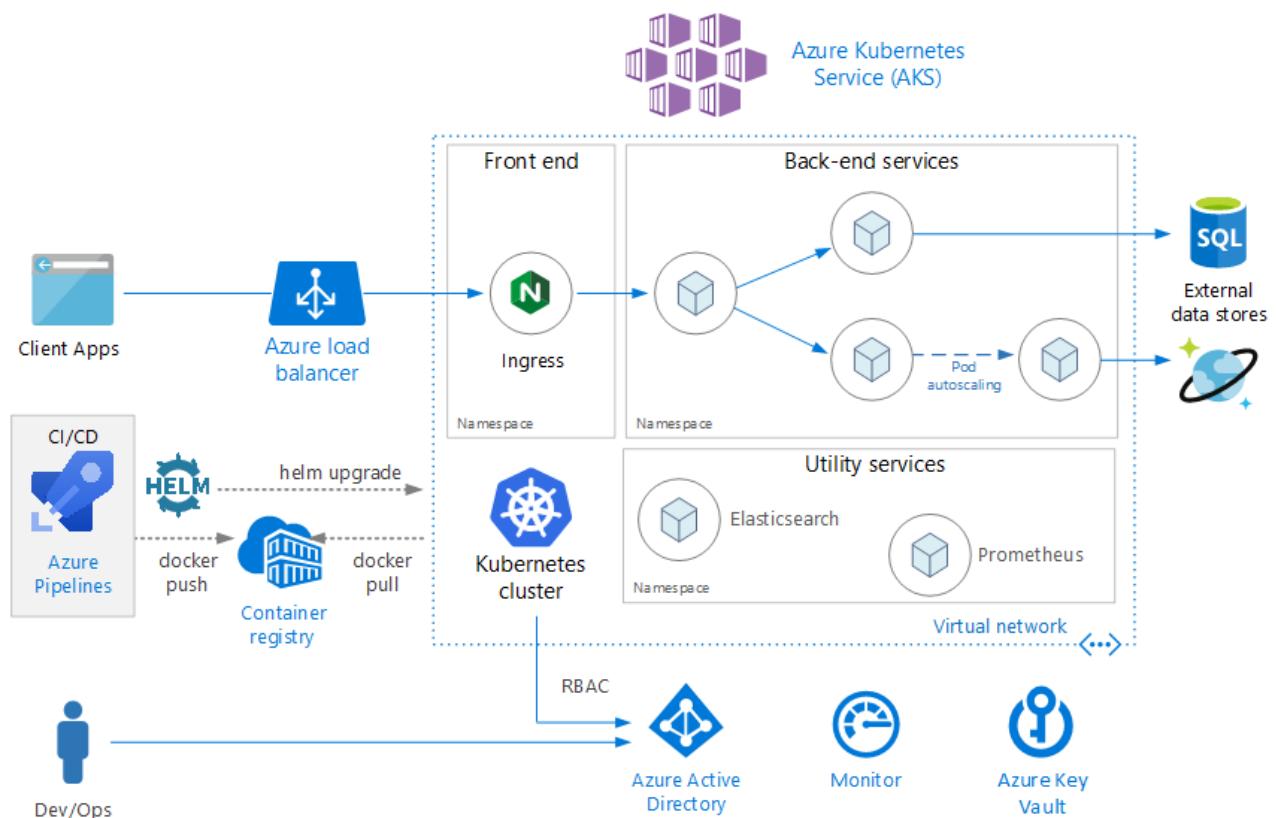 Azure Kubernetes
Service (AKS)
Front end
Back-end services
SQL
External
data stores
Client Apps
Azure load
balancer
N
Ingress
Pod
autoscaling
Namespace
Namespace
CI/CD
HELM
helm upgrade
Azure
Pipelines
docker
push
docker
pull
Container
registry
Kubernetes
cluster
Utility services
Elasticsearch
Prometheus
Namespace
Virtual network
RBAC
Dev/Ops
Azure Active
Directory
Monitor
Azure Key
Vault